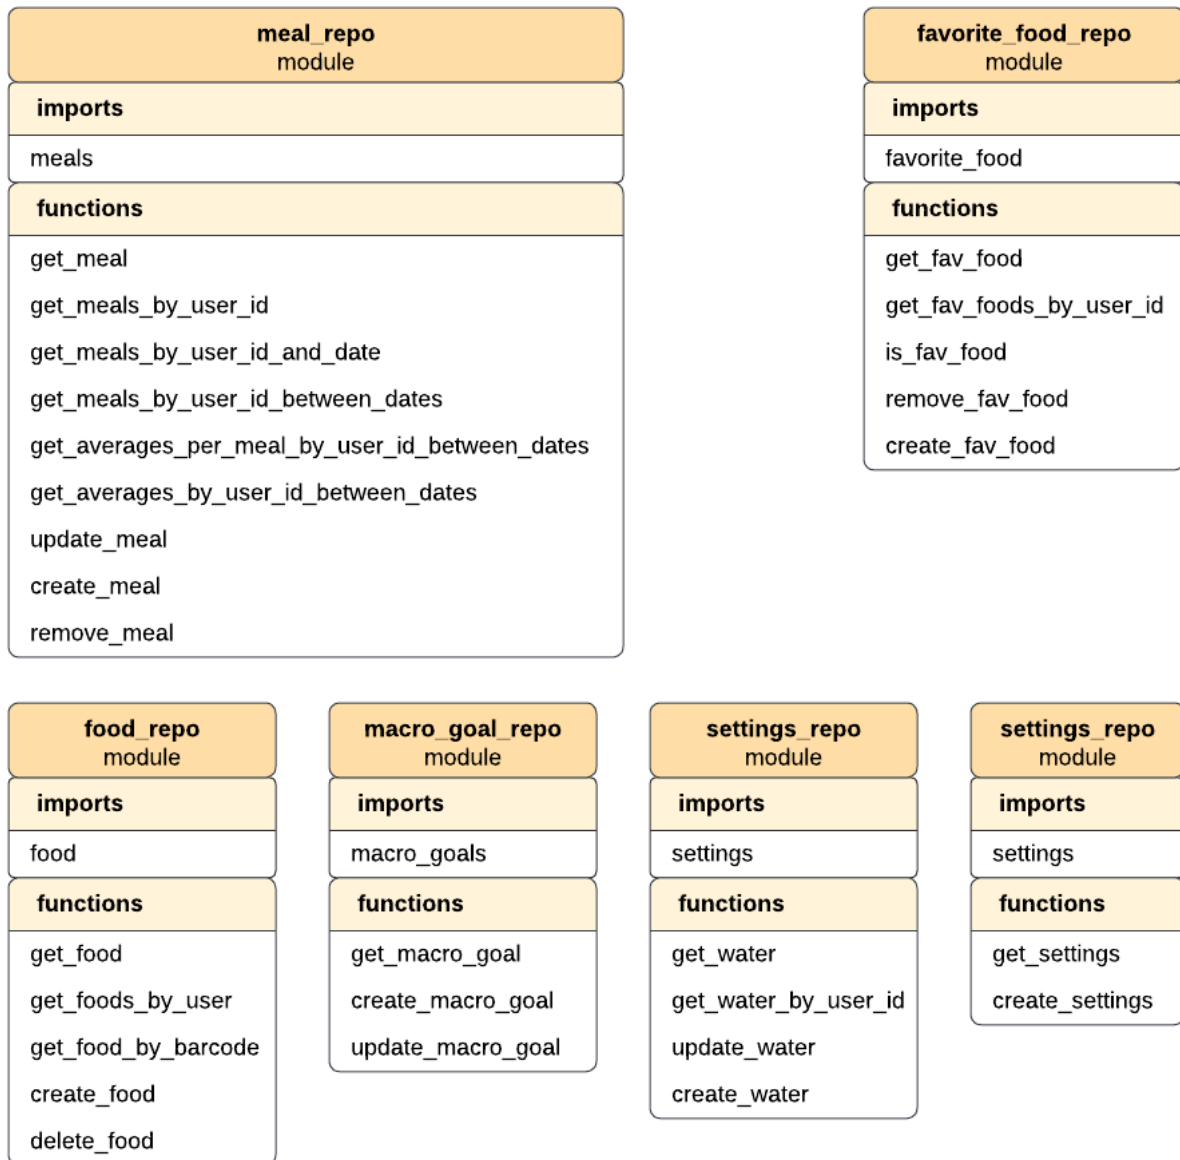 meal_repo
module
imports
meals
functions
get_meal
get_meals_by_user_id
get_meals_by_user_id_and_date
get_meals_by_user_id_between_dates
get_averages_per_meal_by_user_id_between_dates
get_averages_by_user_id_between_dates
update_meal
create_meal
remove_meal
favorite_food_repo
module
imports
favorite_food
functions
get_fav_food
get_fav_foods_by_user_id
is_fav_food
remove_fav_food
create_fav_food
food_repo
module
imports
food
functions
get_food
get_foods_by_user
get_food_by_barcode
create_food
delete_food
macro_goal_repo
module
imports
macro_goals
functions
get_macro_goal
create_macro_goal
update_macro_goal
settings_repo
module
imports
settings
functions
get_water
get_water_by_user_id
update_water
create_water
settings_repo
module
imports
settings
functions
get_settings
create_settings